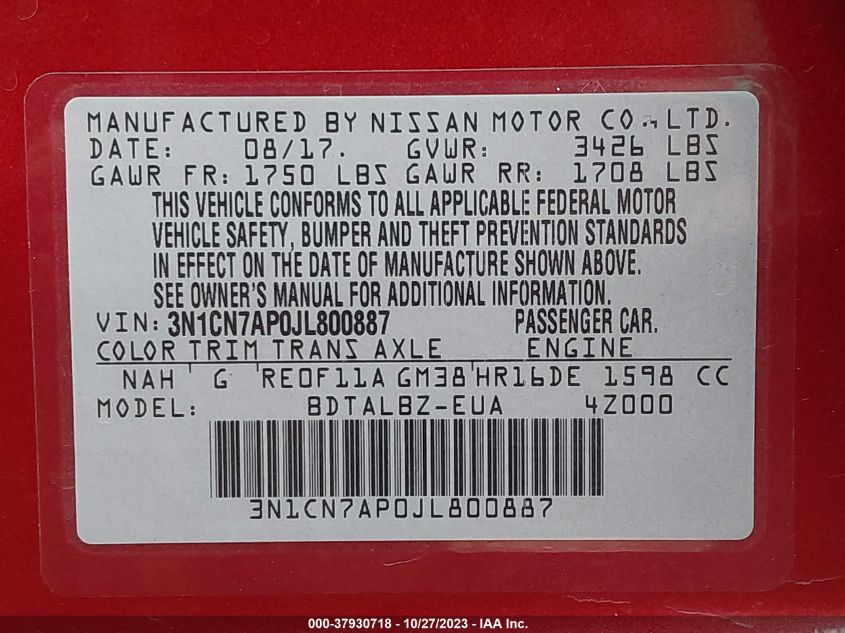 MANUFACTURED BY NISSAN MOTOR CO., LTD.
DATE: 08/17. GVWR: 3426 LBS
GAWR FR: 1750 LBS GAWR RR: 1708 LBS
THIS VEHICLE CONFORMS TO ALL APPLICABLE FEDERAL MOTOR
VEHICLE SAFETY, BUMPER AND THEFT PREVENTION STANDARDS
IN EFFECT ON THE DATE OF MANUFACTURE SHOWN ABOVE.
SEE OWNER'S MANUAL FOR ADDITIONAL INFORMATION.
VIN: 3N1CN7AP0JL800887 PASSENGER CAR.
COLOR TRIM TRANS AXLE ENGINE
NAH ' G ' RE0F11A GM38 ' HR16DE 1598 CC
MODEL: BDTALBZ-EUA 4Z000
3N1CN7AP0JL800887
000-37930718 - 10/27/2023 - IAA Inc.